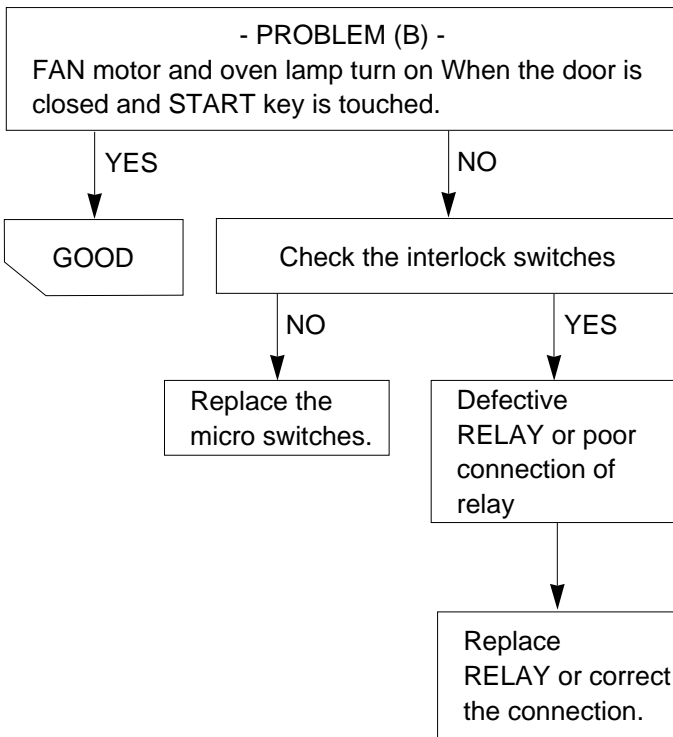 - PROBLEM (B) -
FAN motor and oven lamp turn on When the door is
closed and START key is touched.
YES
NO
GOOD
Check the interlock switches
NO
YES
Replace the
micro switches.
Defective
RELAY or poor
connection of
relay
Replace
RELAY or correct
the connection.